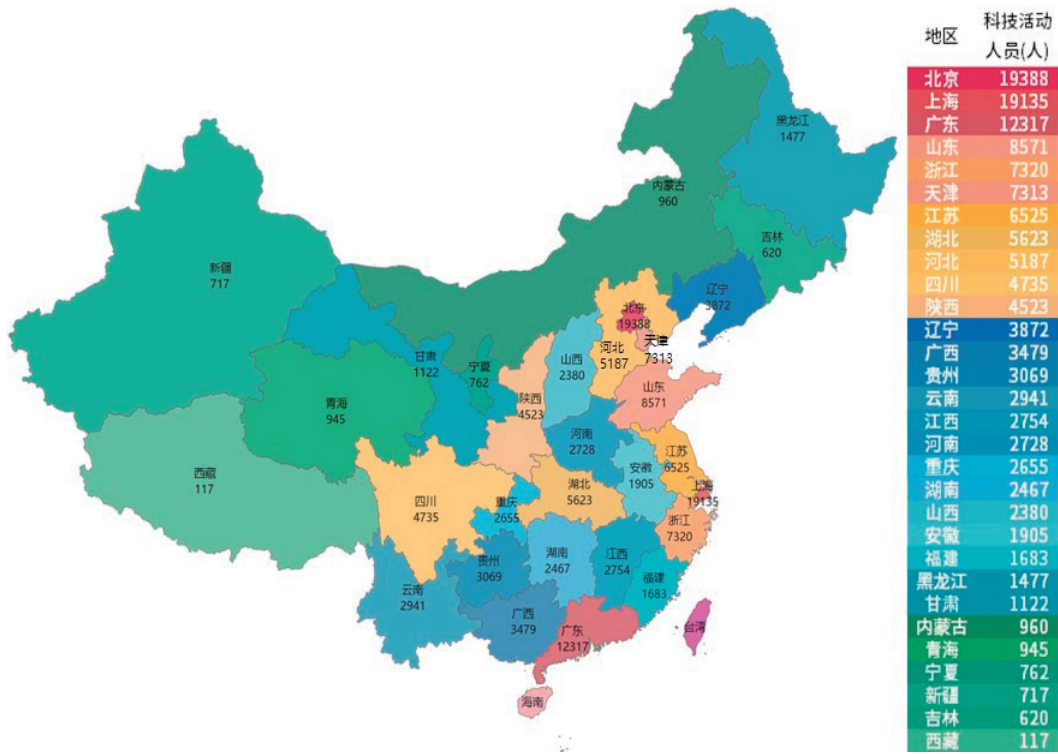 黑龙江
1477
内蒙古
960
吉林
620
新疆
717
辽宁
3872
北京
19388
天津
7313
河北
5187
甘肃
1122
宁夏
762
山西
2380
山东
8571
青海
945
陕西
4523
河南
2728
江苏
6525
西藏
117
安徽
1905
四川
4735
湖北
5623
上海
19135
重庆
2655
浙江
7320
贵州
3069
湖南
2467
江西
2754
云南
2941
福建
1683
广西
3479
广东
12317
台湾
海南
地区 科技活动
人员(人)
北京 19388
上海 19135
广东 12317
山东 8571
浙江 7320
天津 7313
江苏 6525
湖北 5623
河北 5187
四川 4735
陕西 4523
辽宁 3872
广西 3479
贵州 3069
云南 2941
江西 2754
河南 2728
重庆 2655
湖南 2467
山西 2380
安徽 1905
福建 1683
黑龙江 1477
甘肃 1122
内蒙古 960
青海 945
宁夏 762
新疆 717
吉林 620
西藏 117